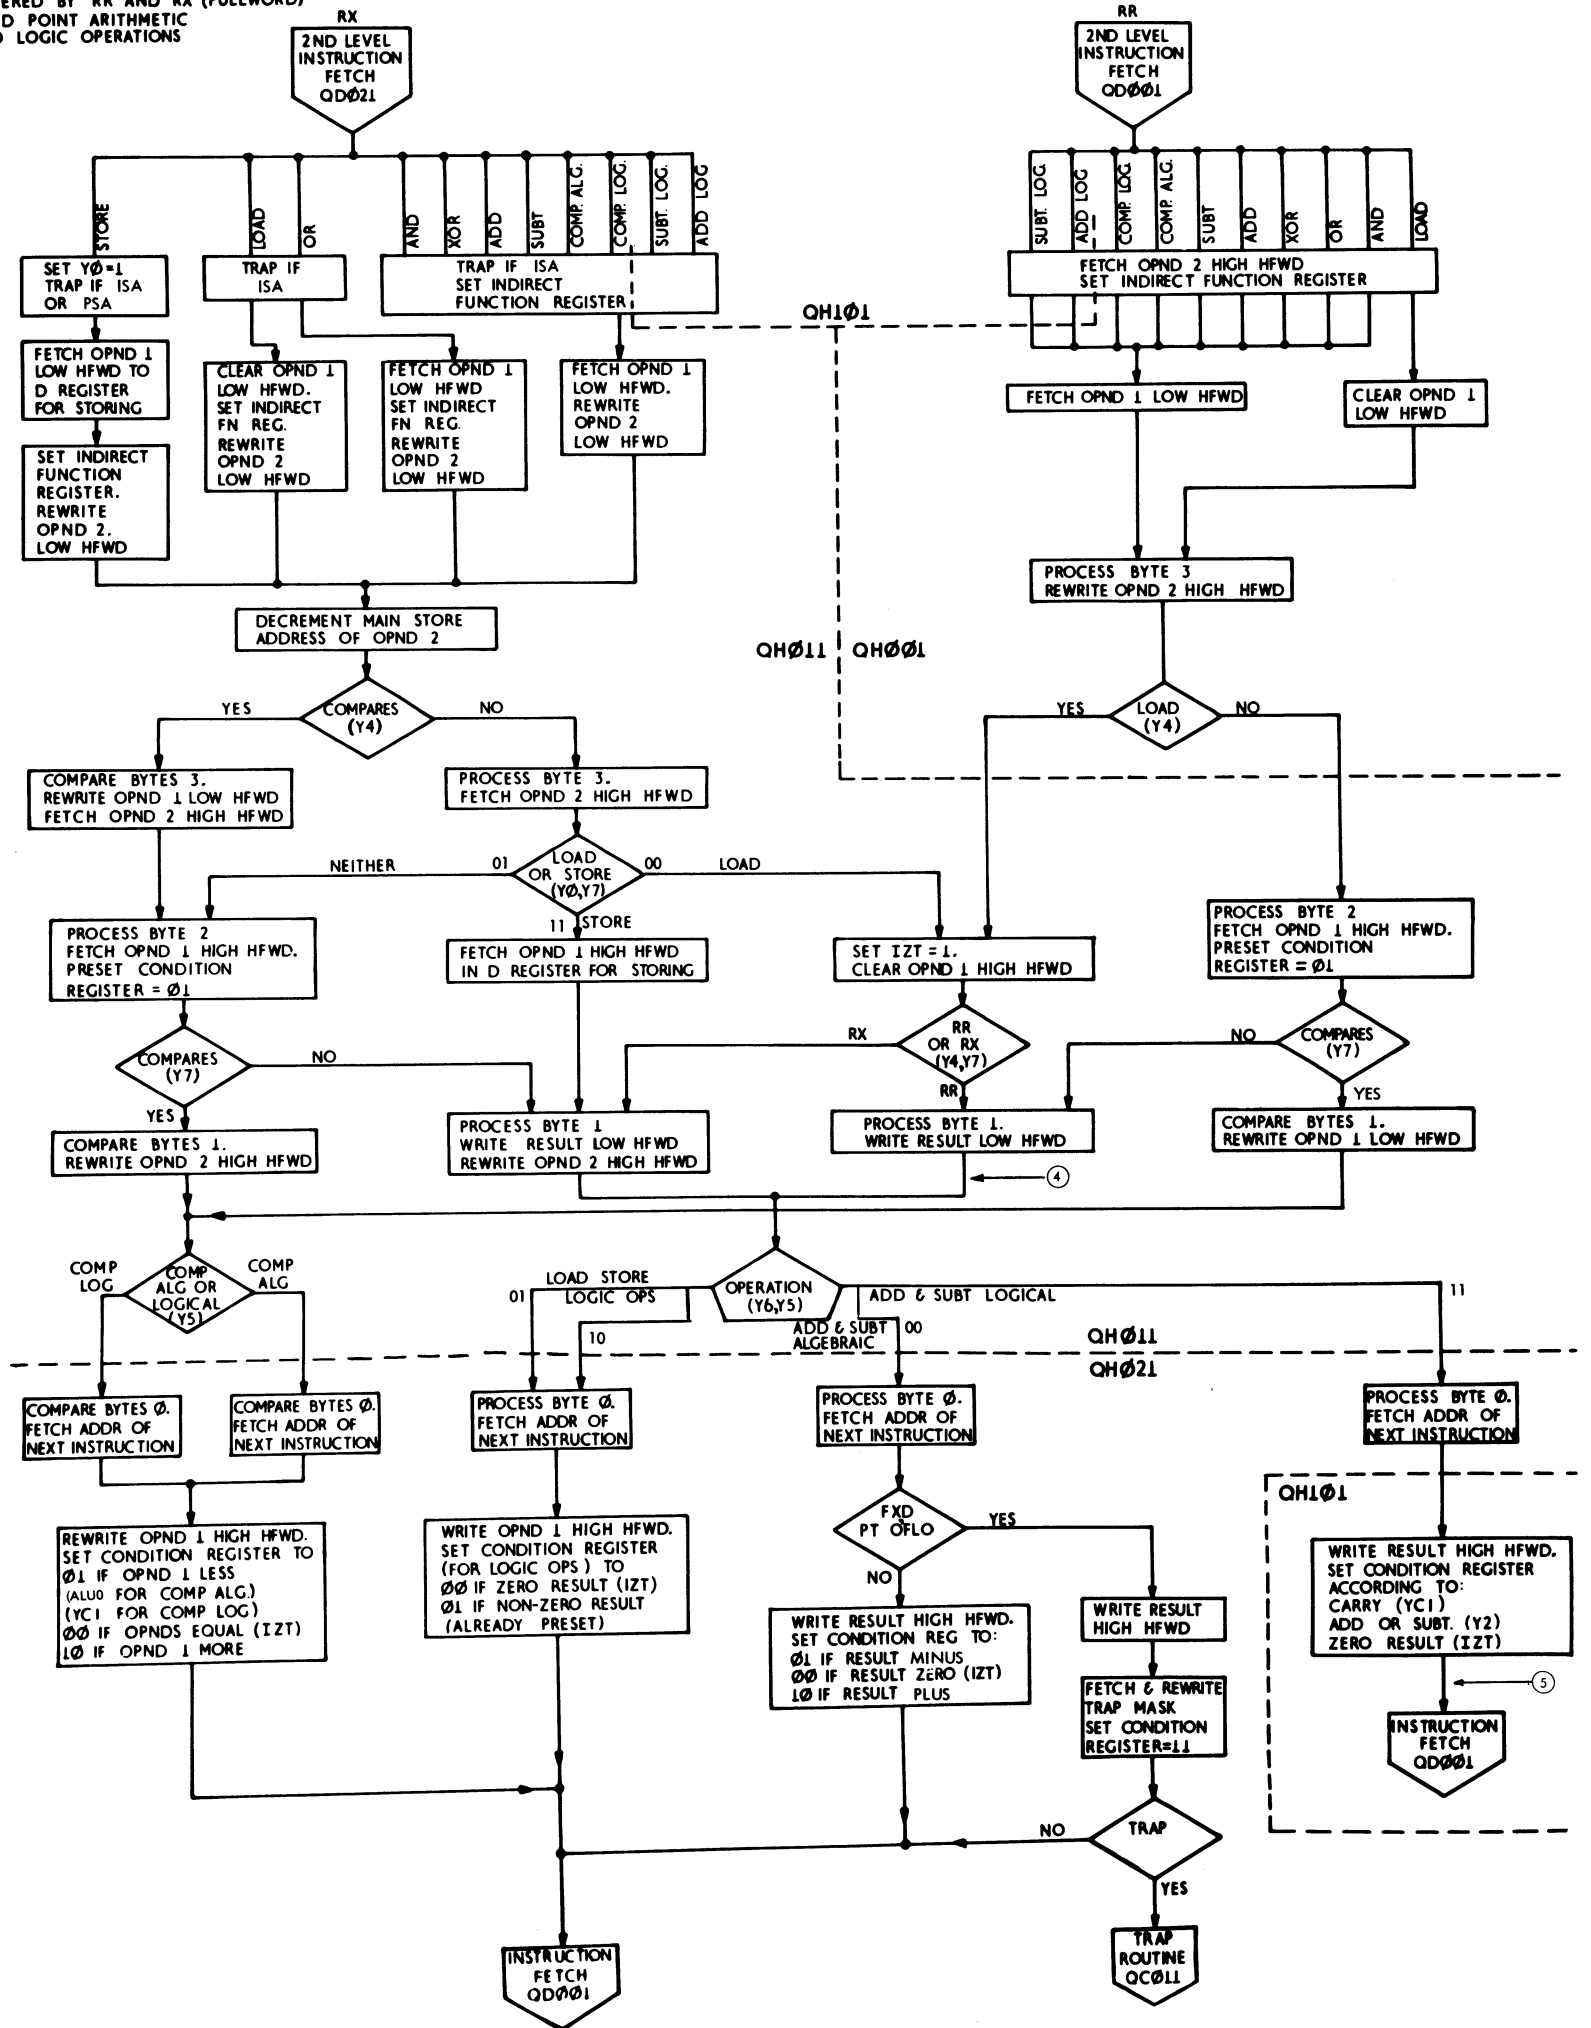 BY RR AND RX (FULLWORD)
POINT ARITHMETIC
LOGIC OPERATIONS
RX
2ND LEVEL
INSTRUCTION
FETCH
QDØ21
RR
2ND LEVEL
INSTRUCTION
FETCH
QDØØ1
STORE
LOAD
OR
AND
XOR
ADD
SUBT
COMP. ALG.
COMP. LOG.
SUBT. LOG.
ADD LOG
SUBT. LOG.
ADD LOG
COMP. LOG.
COMP. ALG.
SUBT
ADD
XOR
OR
AND
LOAD
SET YØ=1
TRAP IF ISA
OR PSA
TRAP IF
ISA
TRAP IF ISA
SET INDIRECT
FUNCTION REGISTER
FETCH OPND 2 HIGH HFWD
SET INDIRECT FUNCTION REGISTER
QH1Ø1
FETCH OPND 1
LOW HFWD TO
D REGISTER
FOR STORING
CLEAR OPND 1
LOW HFWD.
SET INDIRECT
FN REG.
REWRITE
OPND 2
LOW HFWD
FETCH OPND 1
LOW HFWD
SET INDIRECT
FN REG.
REWRITE
OPND 2
LOW HFWD
FETCH OPND 1
LOW HFWD.
REWRITE
OPND 2
LOW HFWD
FETCH OPND 1 LOW HFWD
CLEAR OPND 1
LOW HFWD
SET INDIRECT
FUNCTION
REGISTER.
REWRITE
OPND 2.
LOW HFWD
PROCESS BYTE 3
REWRITE OPND 2 HIGH HFWD
DECREMENT MAIN STORE
ADDRESS OF OPND 2
QHØ11
QHØØ1
YES
COMPARES
(Y4)
NO
YES
LOAD
(Y4)
NO
COMPARE BYTES 3.
REWRITE OPND 1 LOW HFWD
FETCH OPND 2 HIGH HFWD
PROCESS BYTE 3.
FETCH OPND 2 HIGH HFWD
NEITHER
01
LOAD
OR STORE
(YØ,Y7)
00
LOAD
11
STORE
PROCESS BYTE 2
FETCH OPND 1 HIGH HFWD.
PRESET CONDITION
REGISTER = Ø1
FETCH OPND 1 HIGH HFWD
IN D REGISTER FOR STORING
SET IZT = 1.
CLEAR OPND 1 HIGH HFWD
PROCESS BYTE 2
FETCH OPND 1 HIGH HFWD.
PRESET CONDITION
REGISTER = Ø1
COMPARES
(Y7)
NO
YES
RX
RR
OR RX
(Y4,Y7)
RR
NO
COMPARES
(Y7)
YES
COMPARE BYTES 1.
REWRITE OPND 2 HIGH HFWD
PROCESS BYTE 1
WRITE RESULT LOW HFWD
REWRITE OPND 2 HIGH HFWD
PROCESS BYTE 1.
WRITE RESULT LOW HFWD
COMPARE BYTES 1.
REWRITE OPND 1 LOW HFWD
4
COMP
LOG
COMP
ALG OR
LOGICAL
(Y5)
COMP
ALG
LOAD STORE
01
LOGIC OPS
10
OPERATION
(Y6,Y5)
ADD & SUBT LOGICAL
11
ADD & SUBT
ALGEBRAIC
00
QHØ11
QHØ21
COMPARE BYTES Ø.
FETCH ADDR OF
NEXT INSTRUCTION
COMPARE BYTES Ø.
FETCH ADDR OF
NEXT INSTRUCTION
PROCESS BYTE Ø.
FETCH ADDR OF
NEXT INSTRUCTION
PROCESS BYTE Ø.
FETCH ADDR OF
NEXT INSTRUCTION
PROCESS BYTE Ø.
FETCH ADDR OF
NEXT INSTRUCTION
QH1Ø1
REWRITE OPND 1 HIGH HFWD.
SET CONDITION REGISTER TO
Ø1 IF OPND 1 LESS
(ALU0 FOR COMP ALG.)
(YC1 FOR COMP LOG)
ØØ IF OPNDS EQUAL (IZT)
1Ø IF OPND 1 MORE
WRITE OPND 1 HIGH HFWD.
SET CONDITION REGISTER
(FOR LOGIC OPS) TO
ØØ IF ZERO RESULT (IZT)
Ø1 IF NON-ZERO RESULT
(ALREADY PRESET)
FXD
PT OFLO
YES
NO
WRITE RESULT HIGH HFWD.
SET CONDITION REG TO:
Ø1 IF RESULT MINUS
ØØ IF RESULT ZERO (IZT)
1Ø IF RESULT PLUS
WRITE RESULT
HIGH HFWD
WRITE RESULT HIGH HFWD.
SET CONDITION REGISTER
ACCORDING TO:
CARRY (YC1)
ADD OR SUBT. (Y2)
ZERO RESULT (IZT)
5
FETCH & REWRITE
TRAP MASK
SET CONDITION
REGISTER=11
INSTRUCTION
FETCH
QDØØ1
NO
TRAP
YES
INSTRUCTION
FETCH
QDØØ1
TRAP
ROUTINE
QCØ11